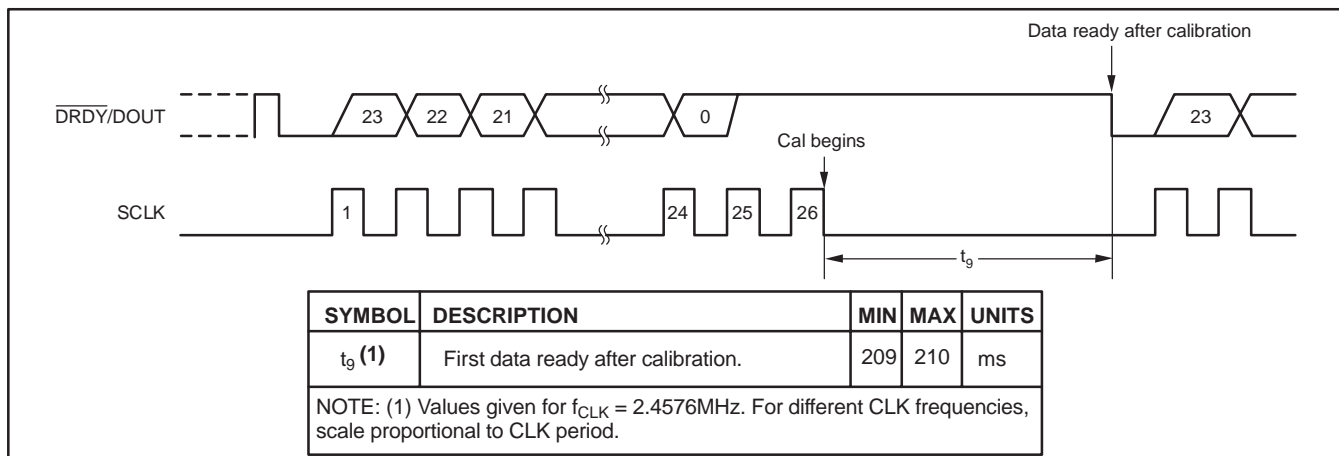 Data ready after calibration
DRDY/DOUT
23 22 21 0 23
Cal begins
SCLK
1 24 25 26
t9
SYMBOL DESCRIPTION MIN MAX UNITS
t9 (1) First data ready after calibration. 209 210 ms
NOTE: (1) Values given for fCLK = 2.4576MHz. For different CLK frequencies,
scale proportional to CLK period.